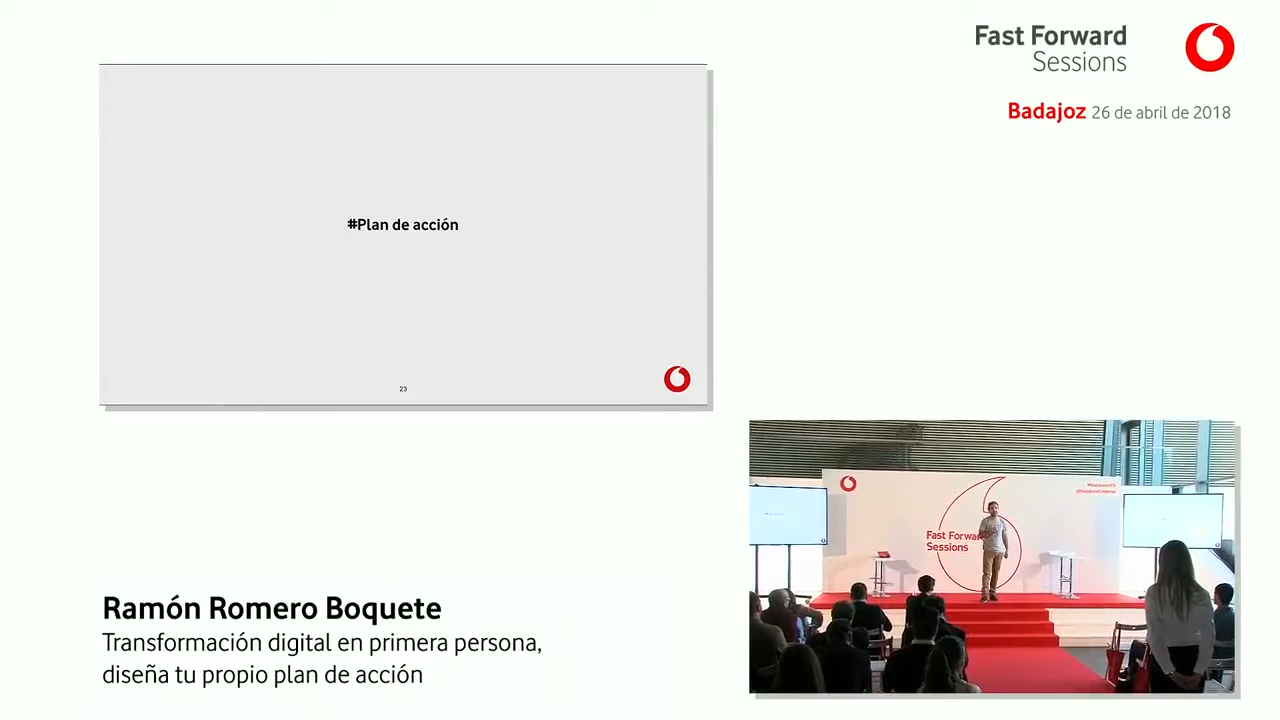 Fast Forward
Sessions
Badajoz 26 de abril de 2018
#Plan de acción
23
Fast Forwar
Sessions
Ramón Romero Boquete
Transformación digital en primera persona,
diseña tu propio plan de acción